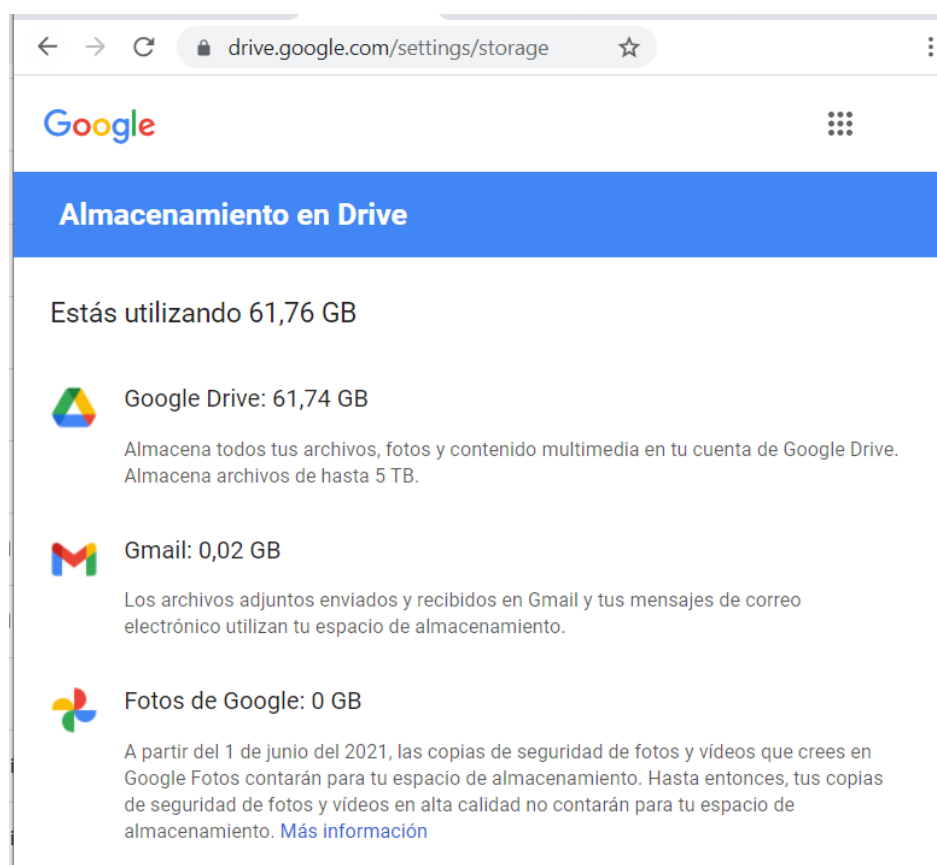 drive.google.com/settings/storage
Google
Almacenamiento en Drive
Estás utilizando 61,76 GB
Google Drive: 61,74 GB
Almacena todos tus archivos, fotos y contenido multimedia en tu cuenta de Google Drive.
Almacena archivos de hasta 5 TB.
Gmail: 0,02 GB
Los archivos adjuntos enviados y recibidos en Gmail y tus mensajes de correo
electrónico utilizan tu espacio de almacenamiento.
Fotos de Google: 0 GB
A partir del 1 de junio del 2021, las copias de seguridad de fotos y vídeos que crees en
Google Fotos contarán para tu espacio de almacenamiento. Hasta entonces, tus copias
de seguridad de fotos y vídeos en alta calidad no contarán para tu espacio de
almacenamiento. Más información